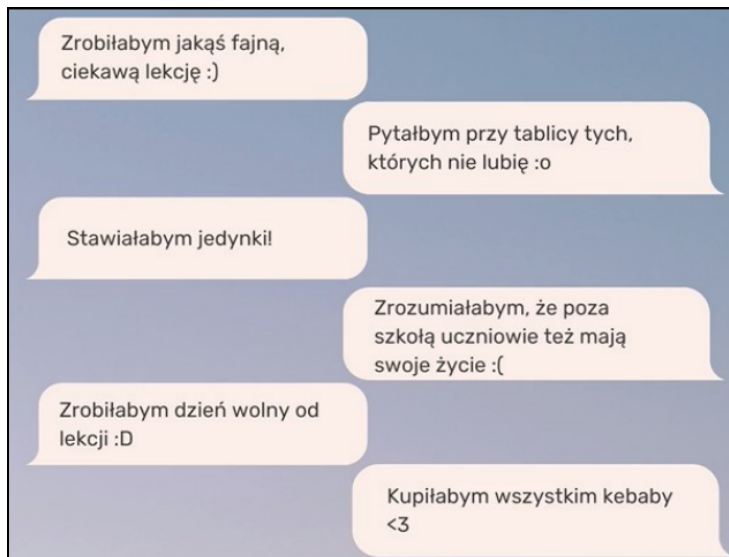 Zrobiłabym jakąś fajną,
ciekawą lekcję :)
Pytałbym przy tablicy tych,
których nie lubię :o
Stawiałabym jedynki!
Zrozumiałabym, że poza
szkołą uczniowie też mają
swoje życie :(
Zrobiłabym dzień wolny od
lekcji :D
Kupiłabym wszystkim kebaby
<3